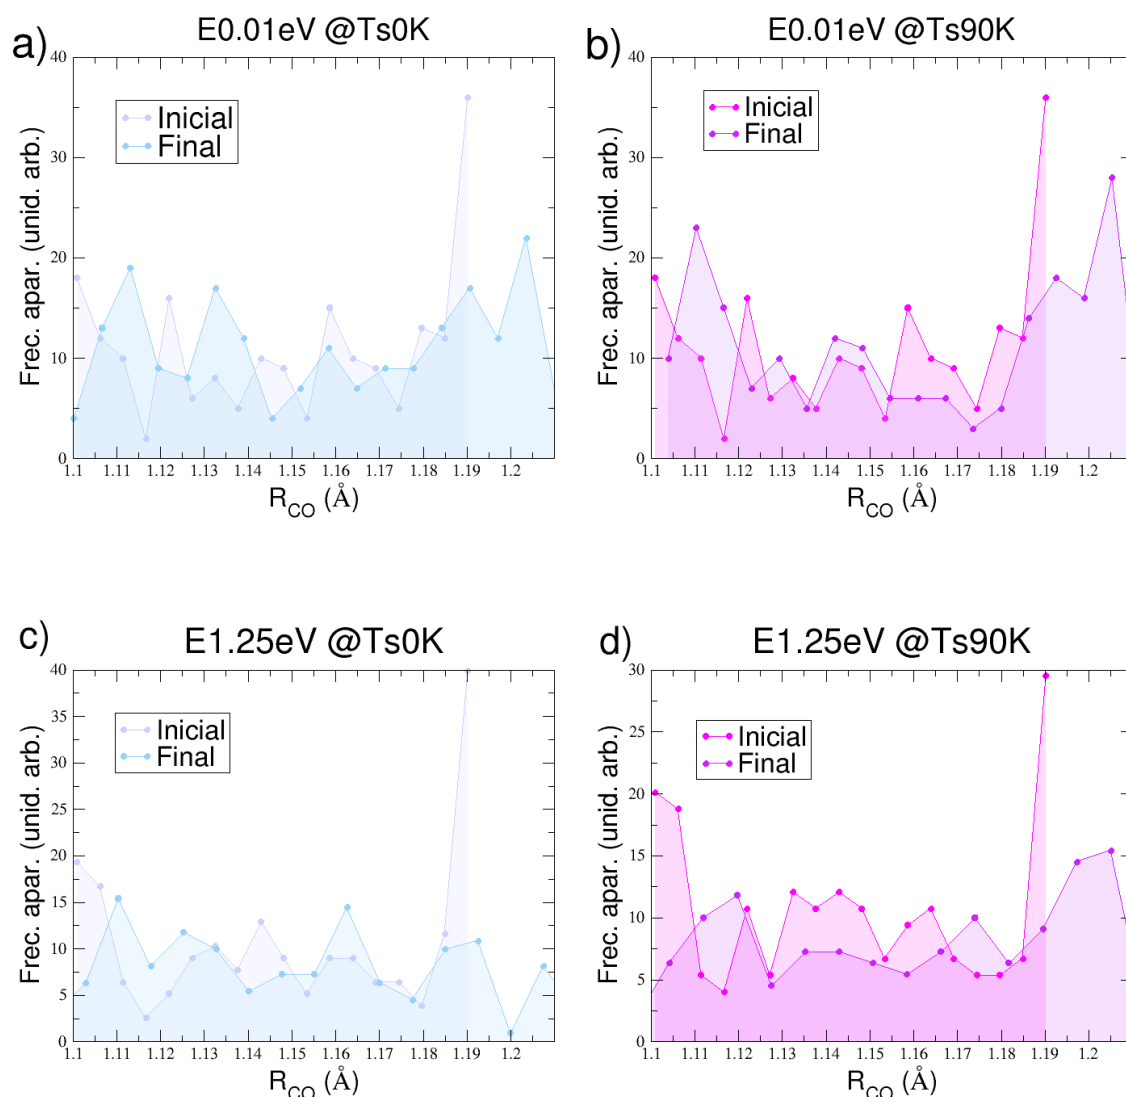 a)
E0.01eV @Ts0K
Frec. apar. (unid. arb.)
40
30
20
10
0
Inicial
Final
1.1 1.11 1.12 1.13 1.14 1.15 1.16 1.17 1.18 1.19 1.2
R_CO (Å)
b)
E0.01eV @Ts90K
Frec. apar. (unid. arb.)
40
30
20
10
0
Inicial
Final
1.1 1.11 1.12 1.13 1.14 1.15 1.16 1.17 1.18 1.19 1.2
R_CO (Å)
c)
E1.25eV @Ts0K
Frec. apar. (unid. arb.)
40
35
30
25
20
15
10
5
0
Inicial
Final
1.1 1.11 1.12 1.13 1.14 1.15 1.16 1.17 1.18 1.19 1.2
R_CO (Å)
d)
E1.25eV @Ts90K
Frec. apar. (unid. arb.)
30
25
20
15
10
5
0
Inicial
Final
1.1 1.11 1.12 1.13 1.14 1.15 1.16 1.17 1.18 1.19 1.2
R_CO (Å)